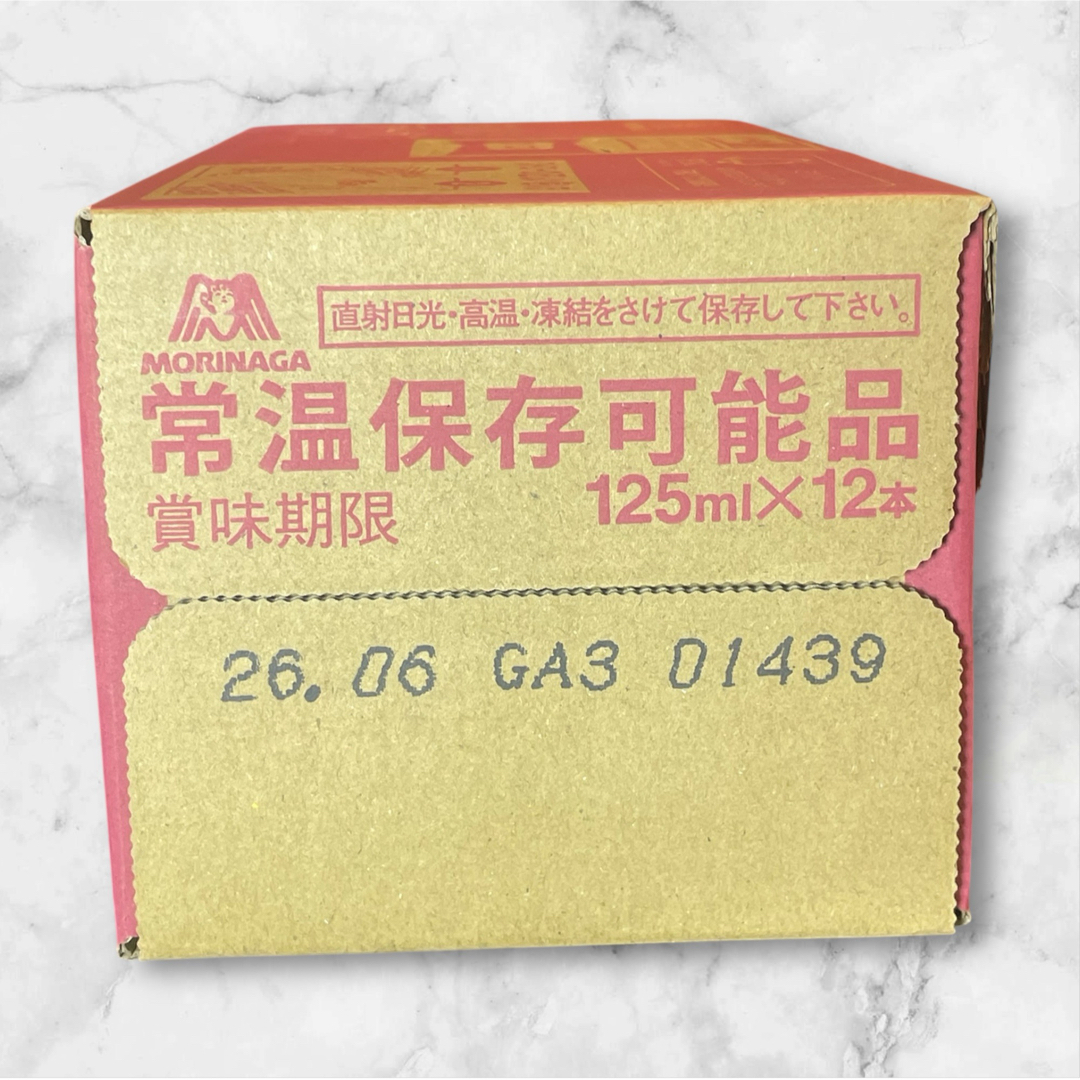 直射日光・高温・凍結をさけて保存して下さい。
MORINAGA
常温保存可能品
賞味期限
125ml×12本
26.06 GA3 01439